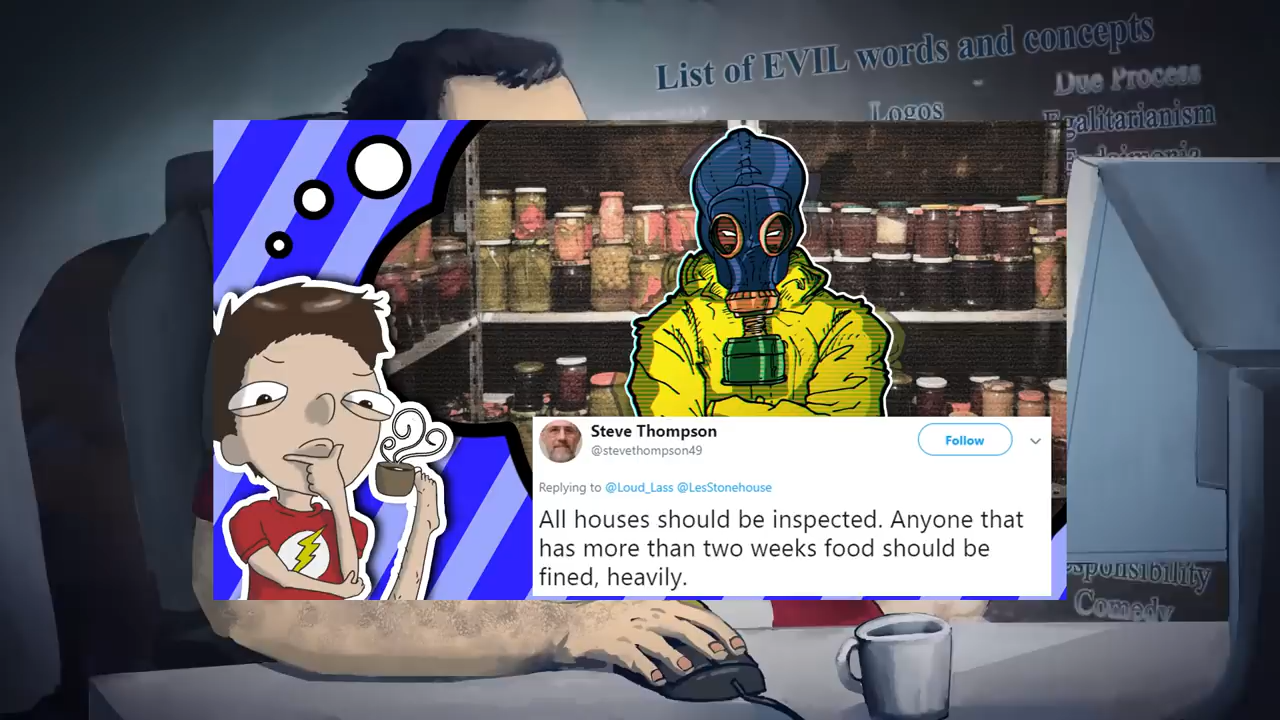 List of EVIL words and concepts
Due Process
Logos
Egalitarianism
Steve Thompson
@stevethompson49
Follow
Replying to @Loud_Lass @LesStonehouse
All houses should be inspected. Anyone that
has more than two weeks food should be
fined, heavily.
Comedy